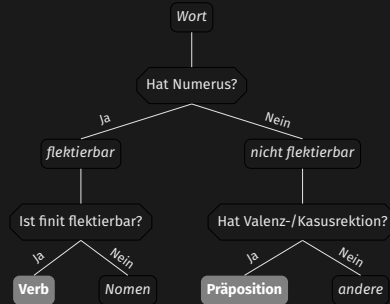 Wort
Hat Numerus?
Ja
Nein
flektierbar
nicht flektierbar
Ist finit flektierbar?
Hat Valenz-/Kasusrektion?
Ja
Nein
Ja
Nein
Verb
Nomen
Präposition
andere